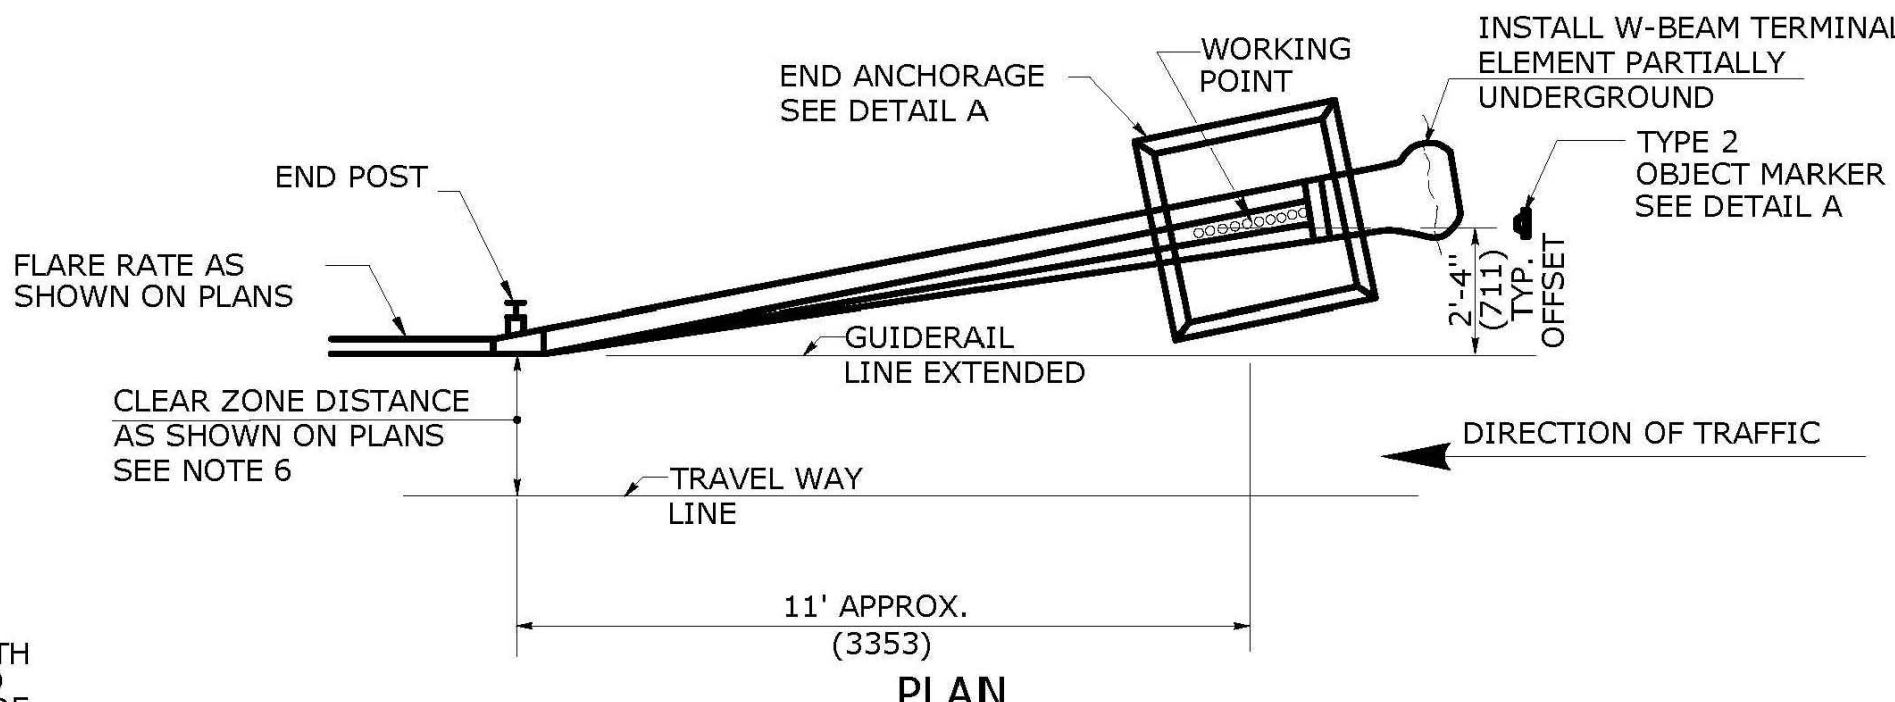 INSTALL W-BEAM TERMINAL
ELEMENT PARTIALLY
UNDERGROUND
WORKING
POINT
END ANCHORAGE
SEE DETAIL A
TYPE 2
OBJECT MARKER
SEE DETAIL A
END POST
FLARE RATE AS
SHOWN ON PLANS
2'-4"
(711)
TYP.
OFFSET
GUIDERAIL
LINE EXTENDED
CLEAR ZONE DISTANCE
AS SHOWN ON PLANS
SEE NOTE 6
DIRECTION OF TRAFFIC
TRAVEL WAY
LINE
11' APPROX.
(3353)
TH
PLAN